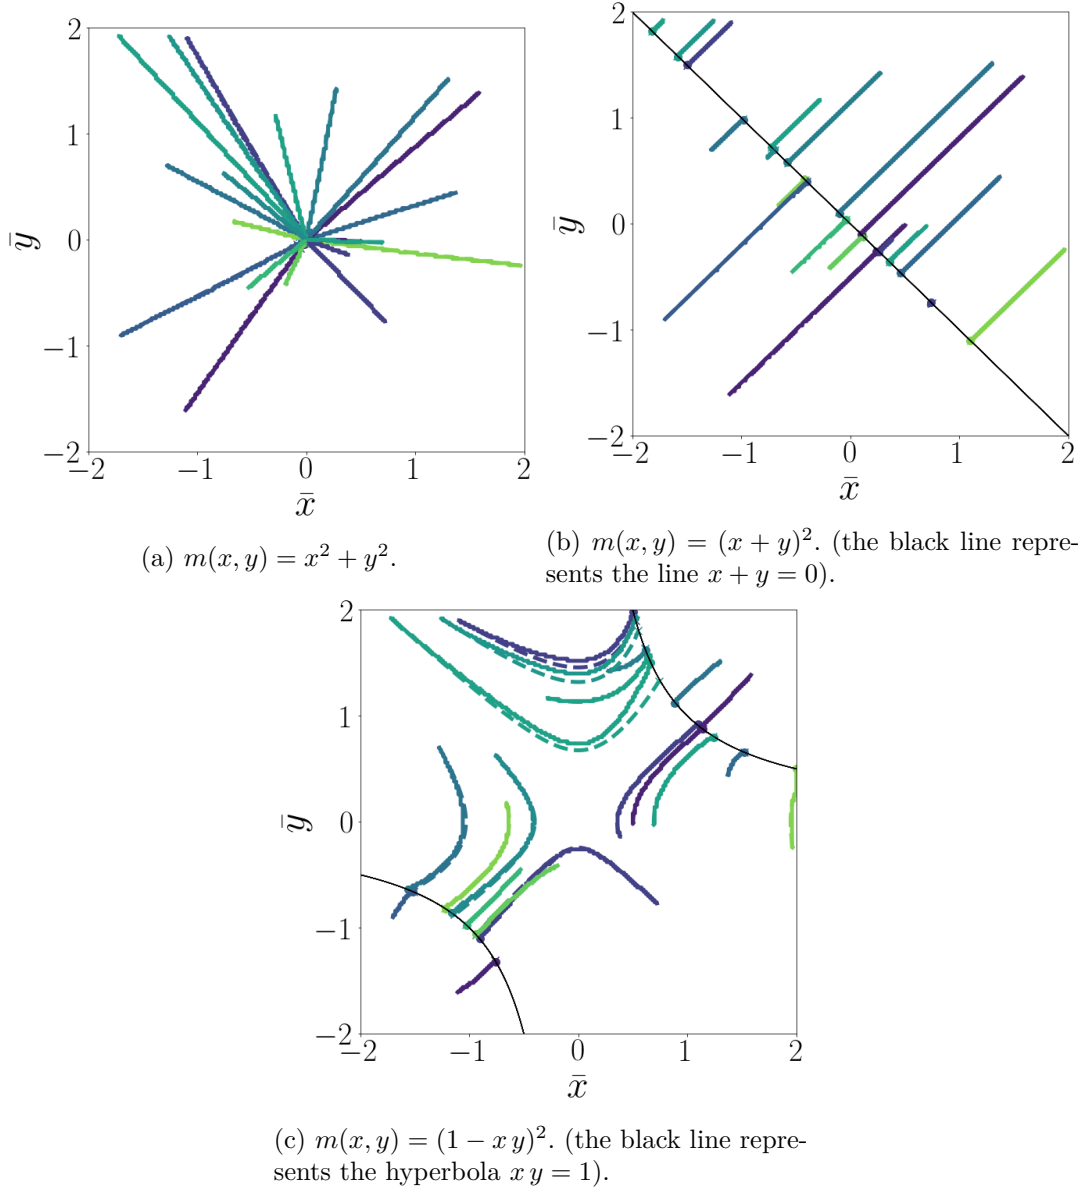 2
1
0
−1
−2
ȳ
−2
−1
0
1
2
x̄
(a) m(x, y) = x² + y².
2
1
0
−1
−2
ȳ
−2
−1
0
1
2
x̄
(b) m(x, y) = (x + y)². (the black line repre-
sents the line x + y = 0).
2
1
0
−1
−2
ȳ
−2
−1
0
1
2
x̄
(c) m(x, y) = (1 − x y)². (the black line repre-
sents the hyperbola x y = 1).